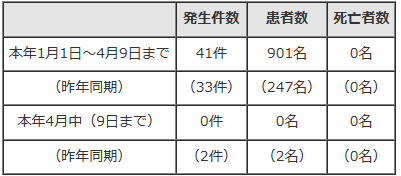 発生件数 患者数 死亡者数
本年1月1日～4月9日まで 41件 901名 0名
（昨年同期） （33件） （247名） （0名）
本年4月中（9日まで） 0件 0名 0名
（昨年同期） （2件） （2名） （0名）